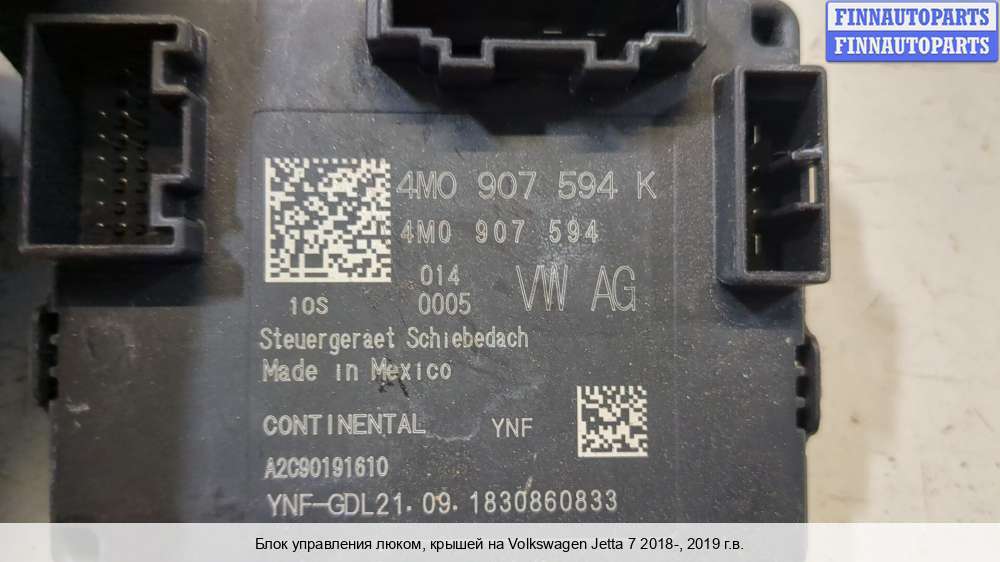 FINNAUTOPARTS
FINNAUTOPARTS
4M0 907 594 K
4M0 907 594
014
0005
VW AG
10S
Steuergeraet Schiebedach
Made in Mexico
CONTINENTAL
YNF
A2C90191610
YNF-GDL21.09.1830860833
Блок управления люком, крышей на Volkswagen Jetta 7 2018-, 2019 г.в.